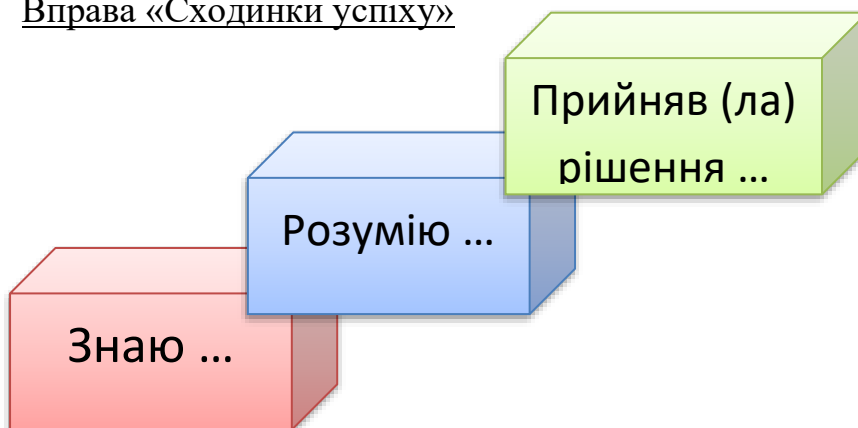 Вправа «Сходинки успіху»
Прийняв (ла)
рішення ...
Розумію ...
Знаю ...